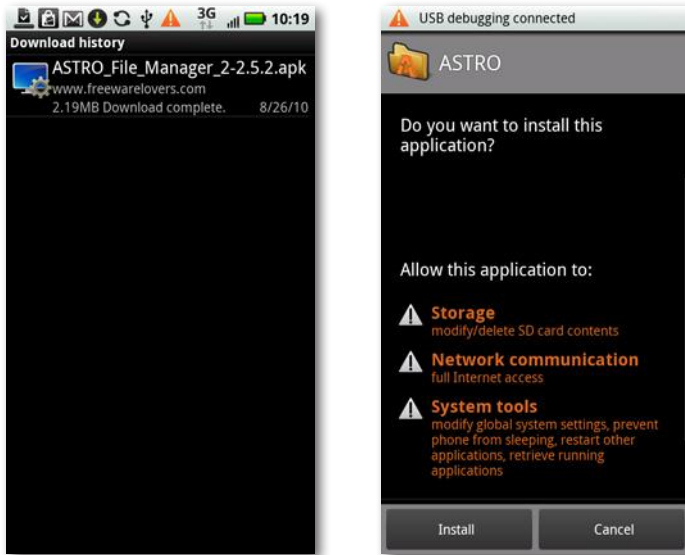 3G 10:19
Download history
ASTRO_File_Manager_2-2.5.2.apk
www.freewarelovers.com
2.19MB Download complete. 8/26/10
USB debugging connected
ASTRO
Do you want to install this
application?
Allow this application to:
Storage
modify/delete SD card contents
Network communication
full Internet access
System tools
modify global system settings, prevent
phone from sleeping, restart other
applications, retrieve running
applications
Install Cancel